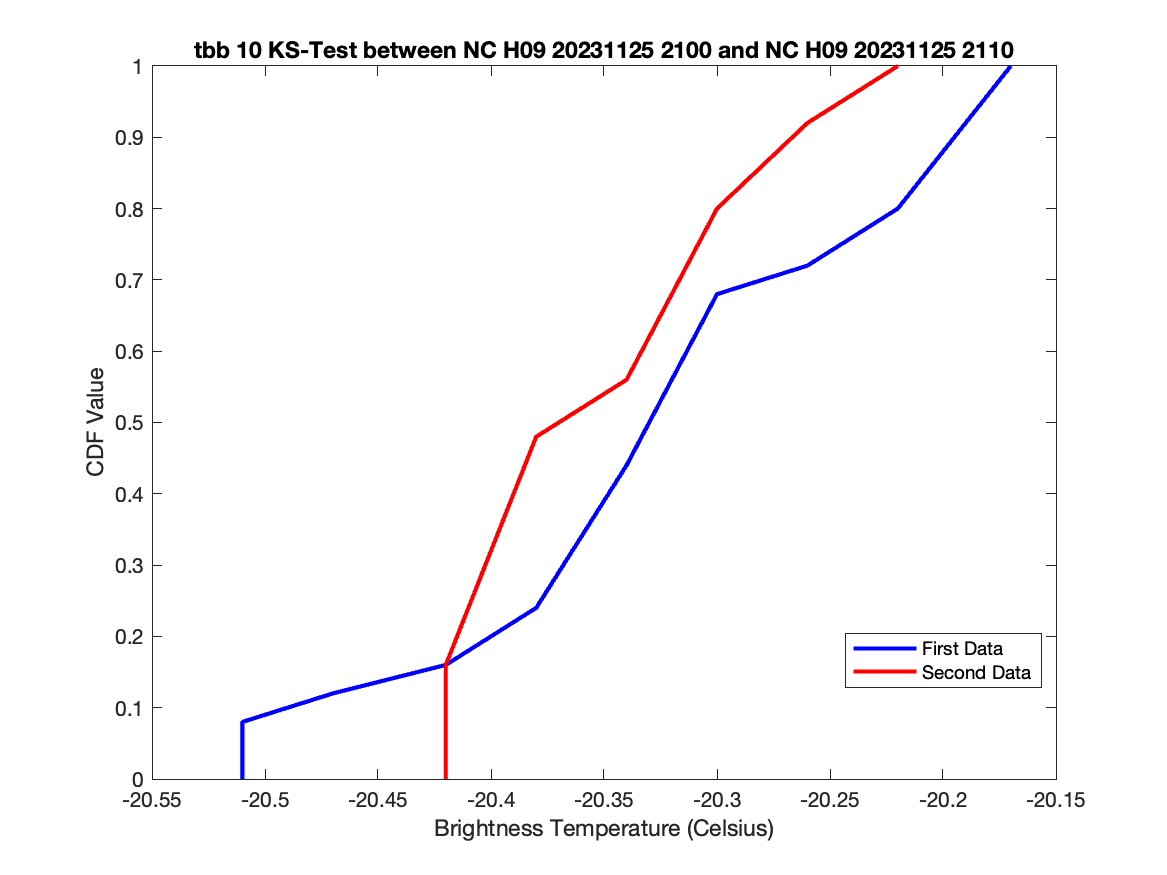 tbb 10 KS-Test between NC H09 20231125 2100 and NC H09 20231125 2110
1
0.9
0.8
0.7
0.6
0.5
0.4
0.3
0.2
0.1
0
CDF Value
First Data
Second Data
-20.55 -20.5 -20.45 -20.4 -20.35 -20.3 -20.25 -20.2 -20.15
Brightness Temperature (Celsius)